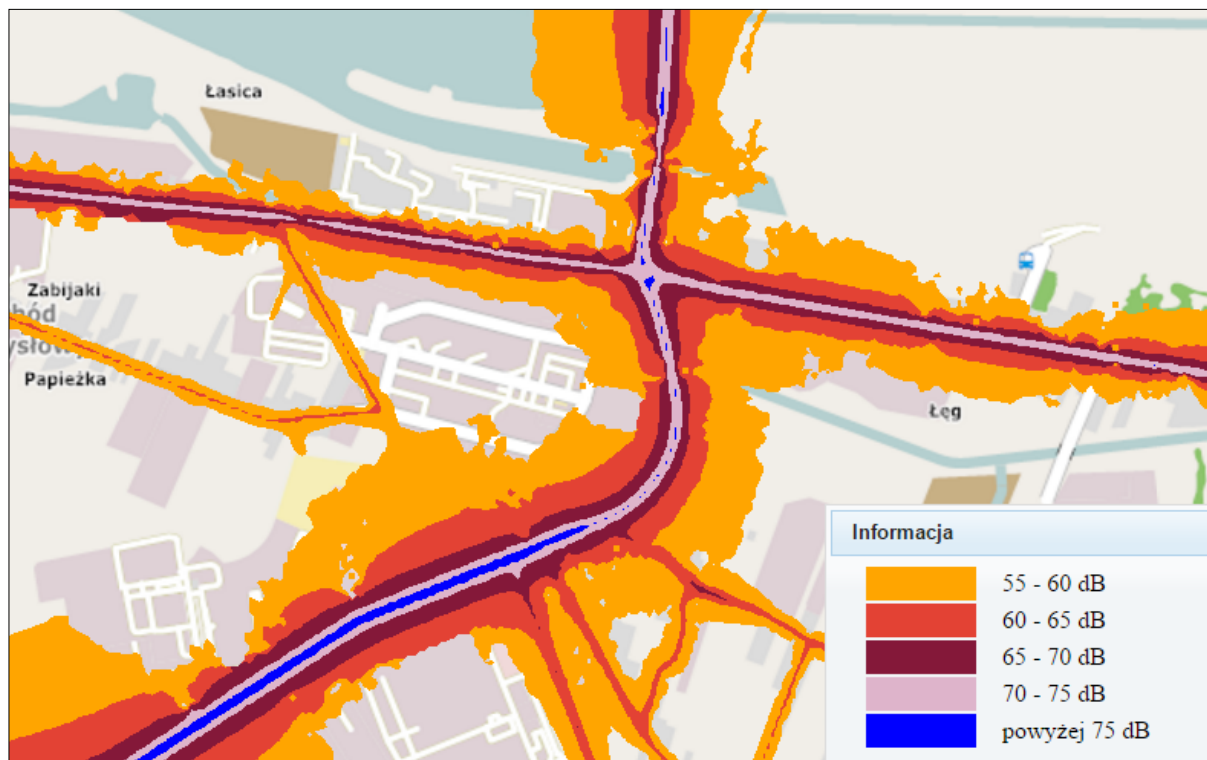 Łasica
Zabijaki
Papieżka
Łęg
Informacja
55 - 60 dB
60 - 65 dB
65 - 70 dB
70 - 75 dB
powyżej 75 dB